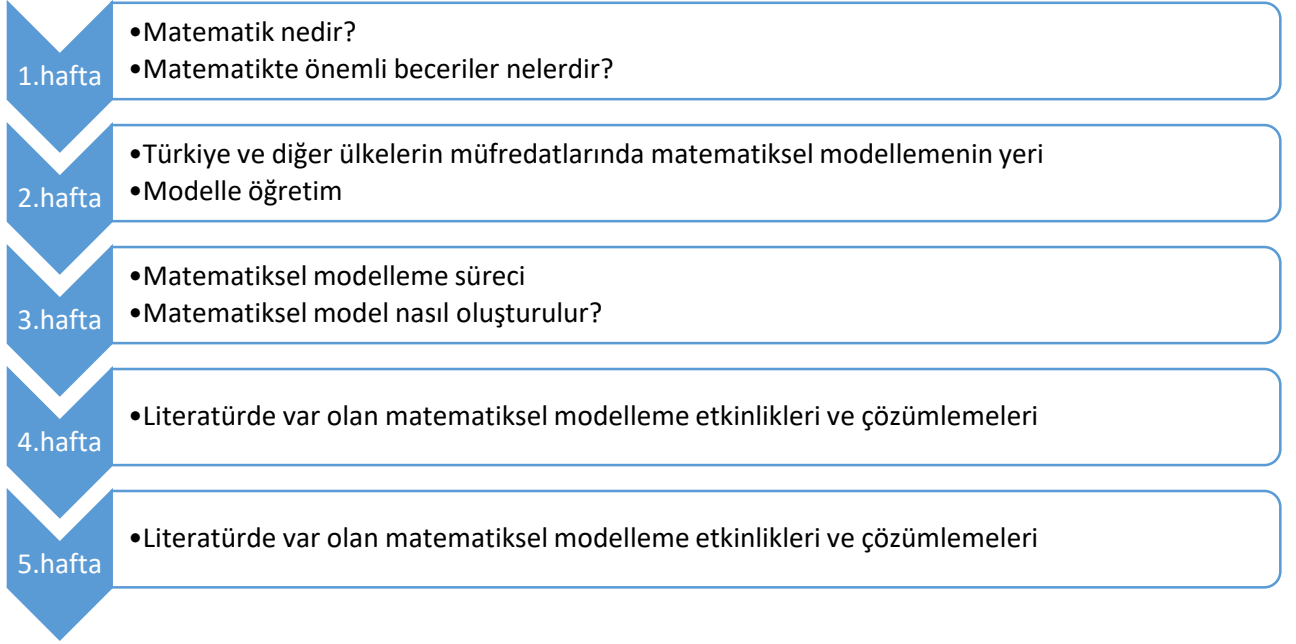 1.hafta
•Matematik nedir?
•Matematikte önemli beceriler nelerdir?
2.hafta
•Türkiye ve diğer ülkelerin müfredatlarında matematiksel modellemenin yeri
•Modelle öğretim
3.hafta
•Matematiksel modelleme süreci
•Matematiksel model nasıl oluşturulur?
4.hafta
•Literatürde var olan matematiksel modelleme etkinlikleri ve çözümlemeleri
5.hafta
•Literatürde var olan matematiksel modelleme etkinlikleri ve çözümlemeleri